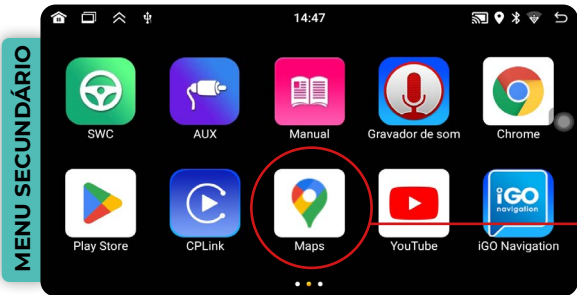 MENU SECUNDÁRIO
14:47
SWC
AUX
Manual
Gravador de som
Chrome
iGO
navigation
Play Store
CPLink
Maps
YouTube
iGO Navigation